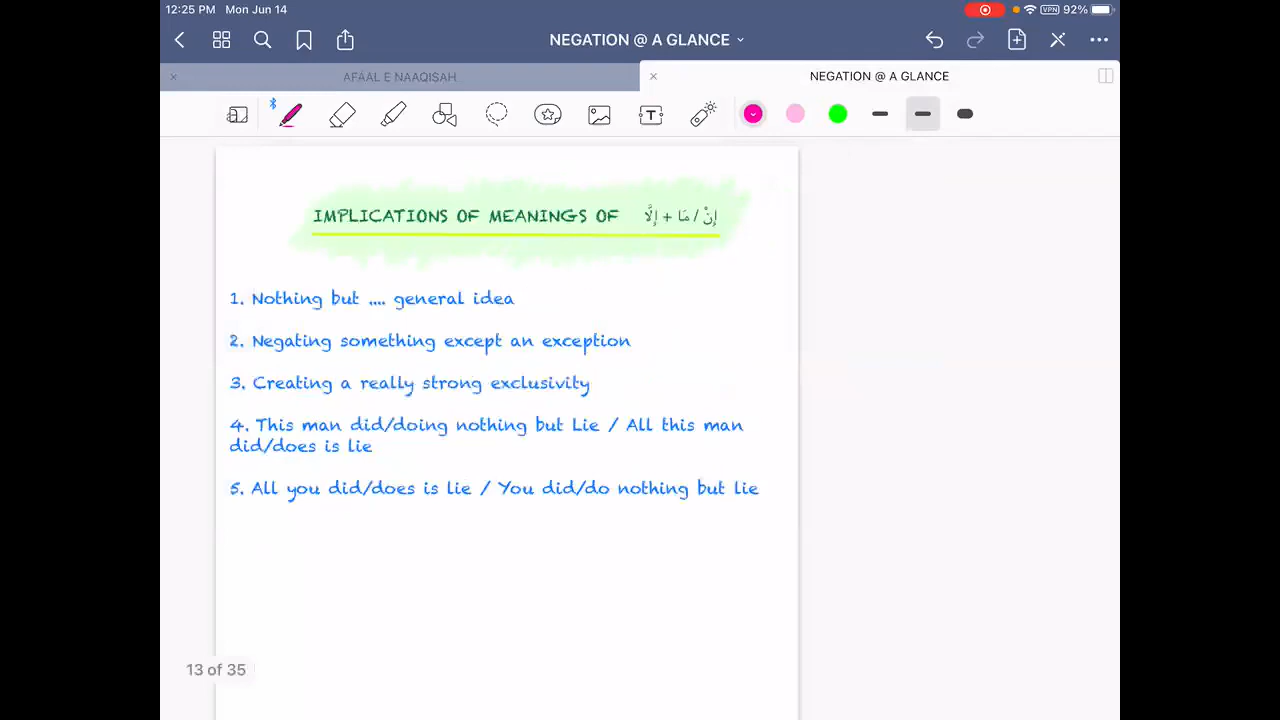 12:25 PM Mon Jun 14
VPN 92%
NEGATION @ A GLANCE
AFAAL E NAAQISAH
NEGATION @ A GLANCE
T
IMPLICATIONS OF MEANINGS OF إِنْ / مَا + إِلَّا
1. Nothing but .... general idea
2. Negating something except an exception
3. Creating a really strong exclusivity
4. This man did/doing nothing but Lie / All this man
did/does is lie
5. All you did/does is lie / You did/do nothing but lie
13 of 35